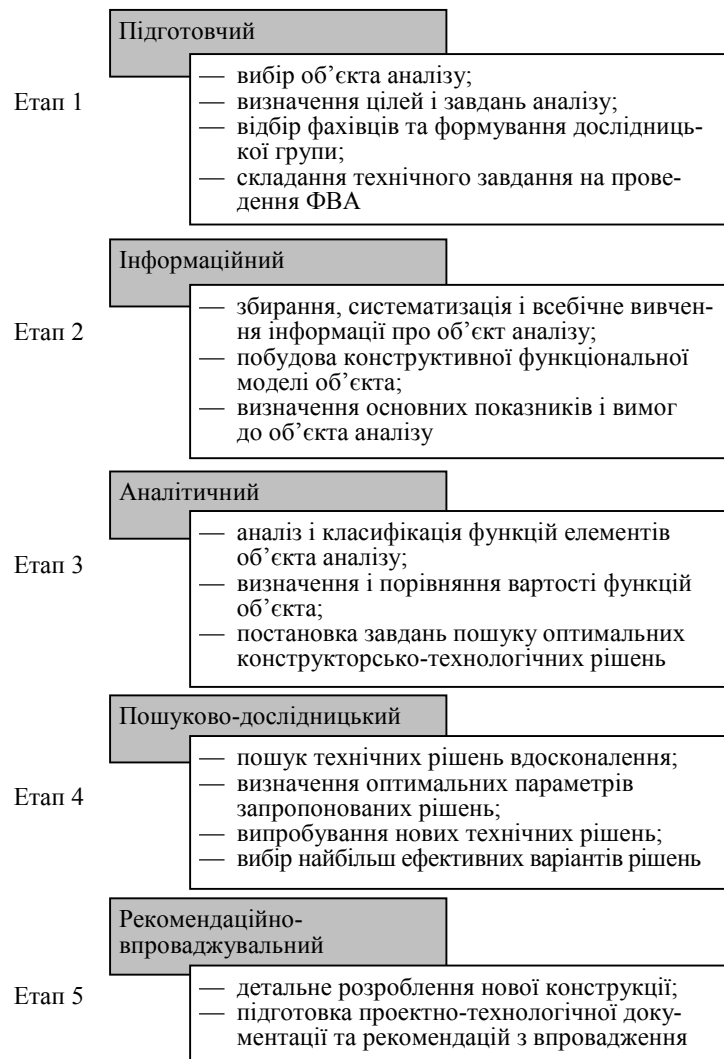 Підготовчий
Етап 1
— вибір об’єкта аналізу;
— визначення цілей і завдань аналізу;
— відбір фахівців та формування дослідниць-
кої групи;
— складання технічного завдання на прове-
дення ФВА
Інформаційний
Етап 2
— збирання, систематизація і всебічне вивчен-
ня інформації про об’єкт аналізу;
— побудова конструктивної функціональної
моделі об’єкта;
— визначення основних показників і вимог
до об’єкта аналізу
Аналітичний
Етап 3
— аналіз і класифікація функцій елементів
об’єкта аналізу;
— визначення і порівняння вартості функцій
об’єкта;
— постановка завдань пошуку оптимальних
конструкторсько-технологічних рішень
Пошуково-дослідницький
Етап 4
— пошук технічних рішень вдосконалення;
— визначення оптимальних параметрів
запропонованих рішень;
— випробування нових технічних рішень;
— вибір найбільш ефективних варіантів рішень
Рекомендаційно-
впроваджувальний
Етап 5
— детальне розроблення нової конструкції;
— підготовка проектно-технологічної доку-
ментації та рекомендацій з впровадження